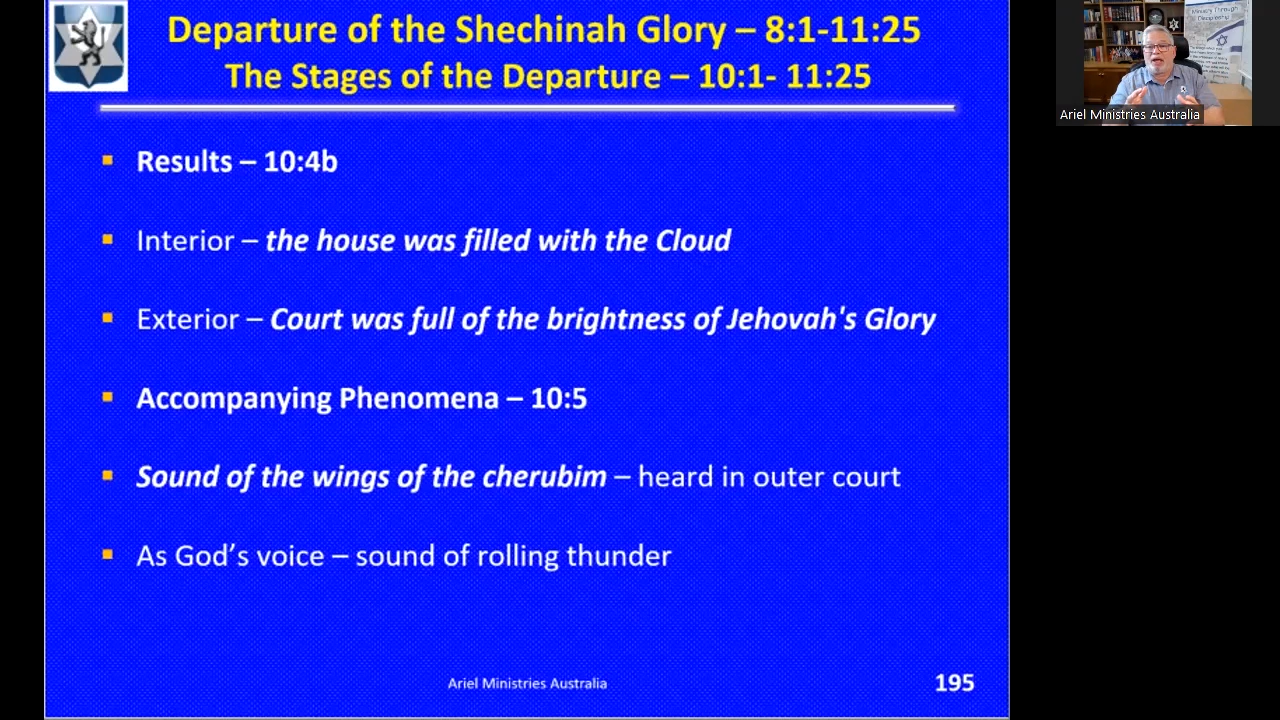 Departure of the Shechinah Glory – 8:1-11:25
The Stages of the Departure – 10:1- 11:25
Results – 10:4b
Interior – the house was filled with the Cloud
Exterior – Court was full of the brightness of Jehovah's Glory
Accompanying Phenomena – 10:5
Sound of the wings of the cherubim – heard in outer court
As God’s voice – sound of rolling thunder
Ariel Ministries Australia
195
Ministry Through
Ariel Ministries Australia